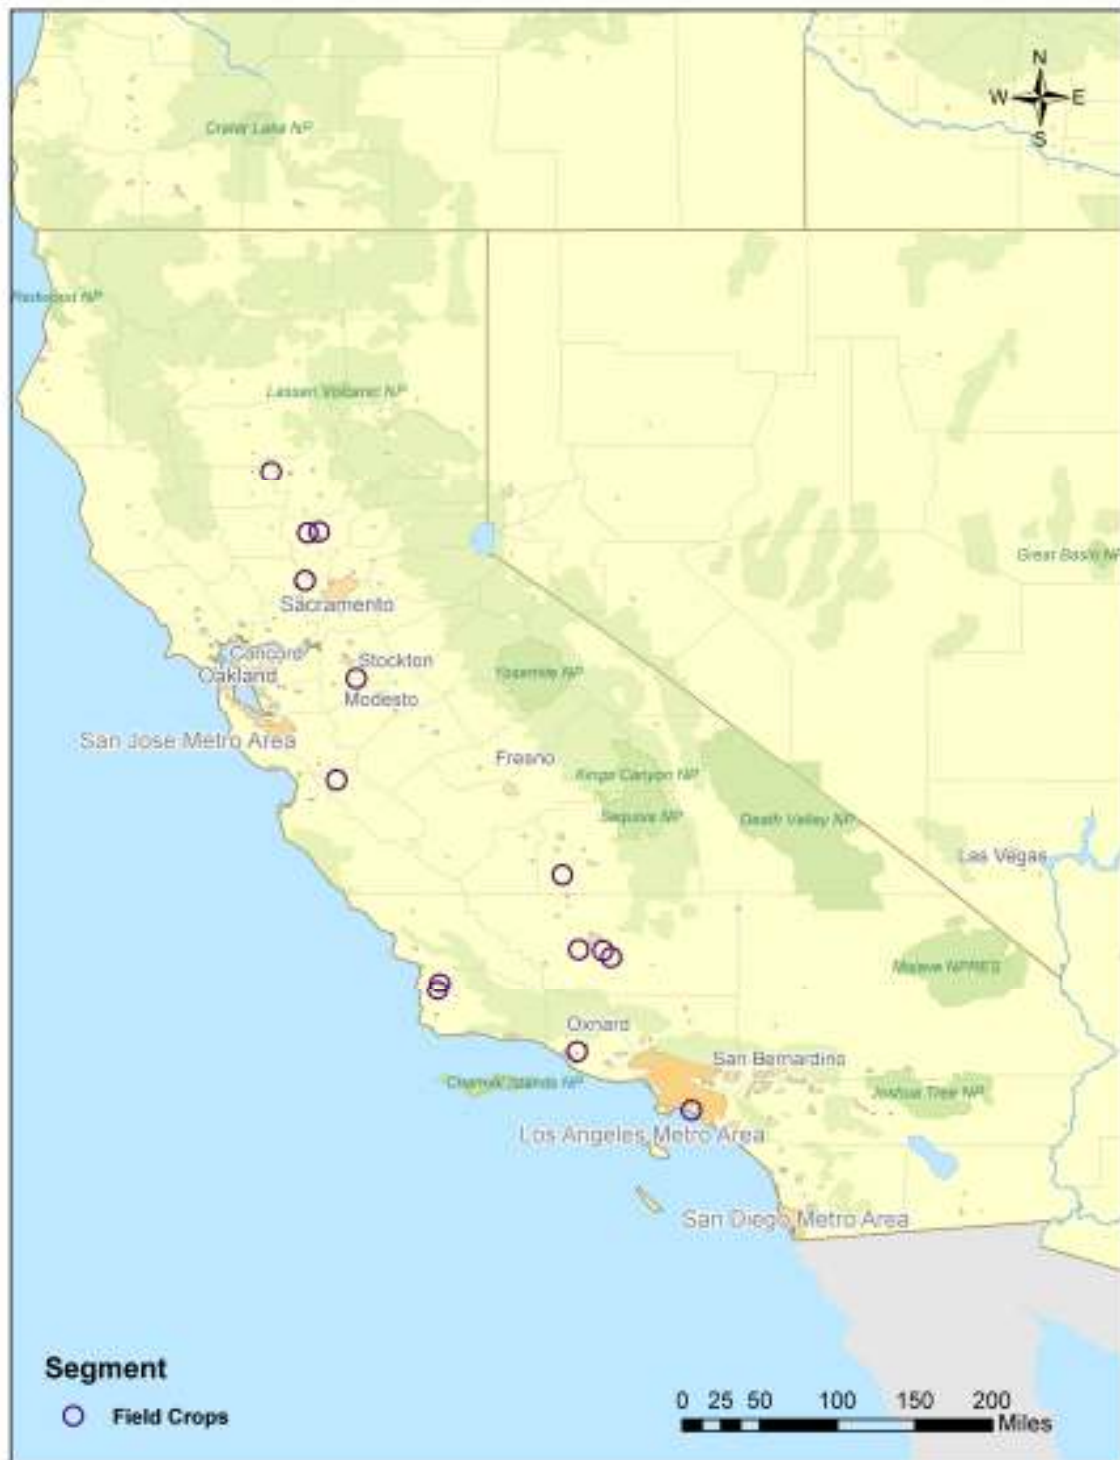 N
W E
S
Crater Lake NP
Redwood NP
Lassen Volcanic NP
Great Basin NP
Sacramento
Concord
Stockton
Oakland
Yosemite NP
Modesto
San Jose Metro Area
Fresno
Kings Canyon NP
Sequoia NP
Death Valley NP
Las Vegas
Mojave NPRES
Oxnard
San Bernardino
Channel Islands NP
Joshua Tree NP
Los Angeles Metro Area
San Diego Metro Area
Segment
Field Crops
0 25 50 100 150 200
Miles